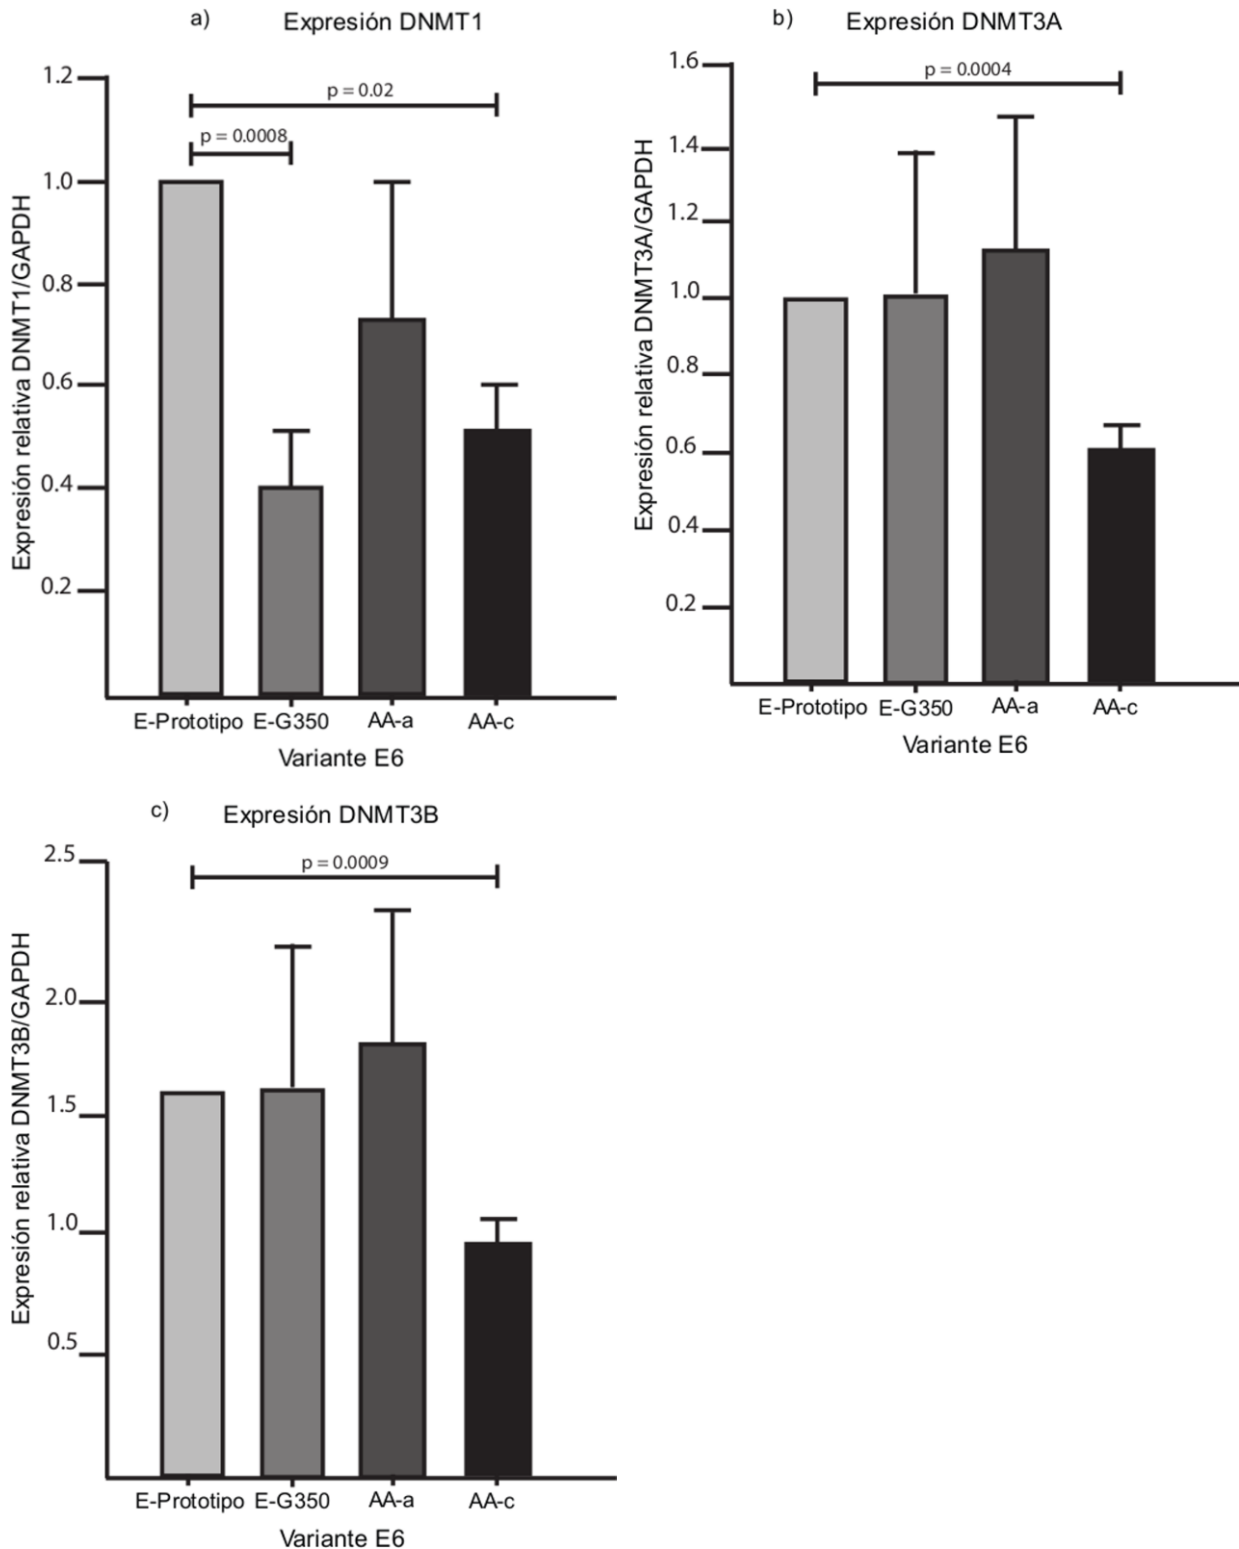 a) Expresión DNMT1
1.2
p = 0.02
p = 0.0008
1.0
0.8
0.6
0.4
0.2
Expresión relativa DNMT1/GAPDH
E-Prototipo E-G350 AA-a AA-c
Variante E6
b) Expresión DNMT3A
1.6
p = 0.0004
1.4
1.2
1.0
0.8
0.6
0.4
0.2
Expresión relativa DNMT3A/GAPDH
E-Prototipo E-G350 AA-a AA-c
Variante E6
c) Expresión DNMT3B
2.5
p = 0.0009
2.0
1.5
1.0
0.5
Expresión relativa DNMT3B/GAPDH
E-Prototipo E-G350 AA-a AA-c
Variante E6